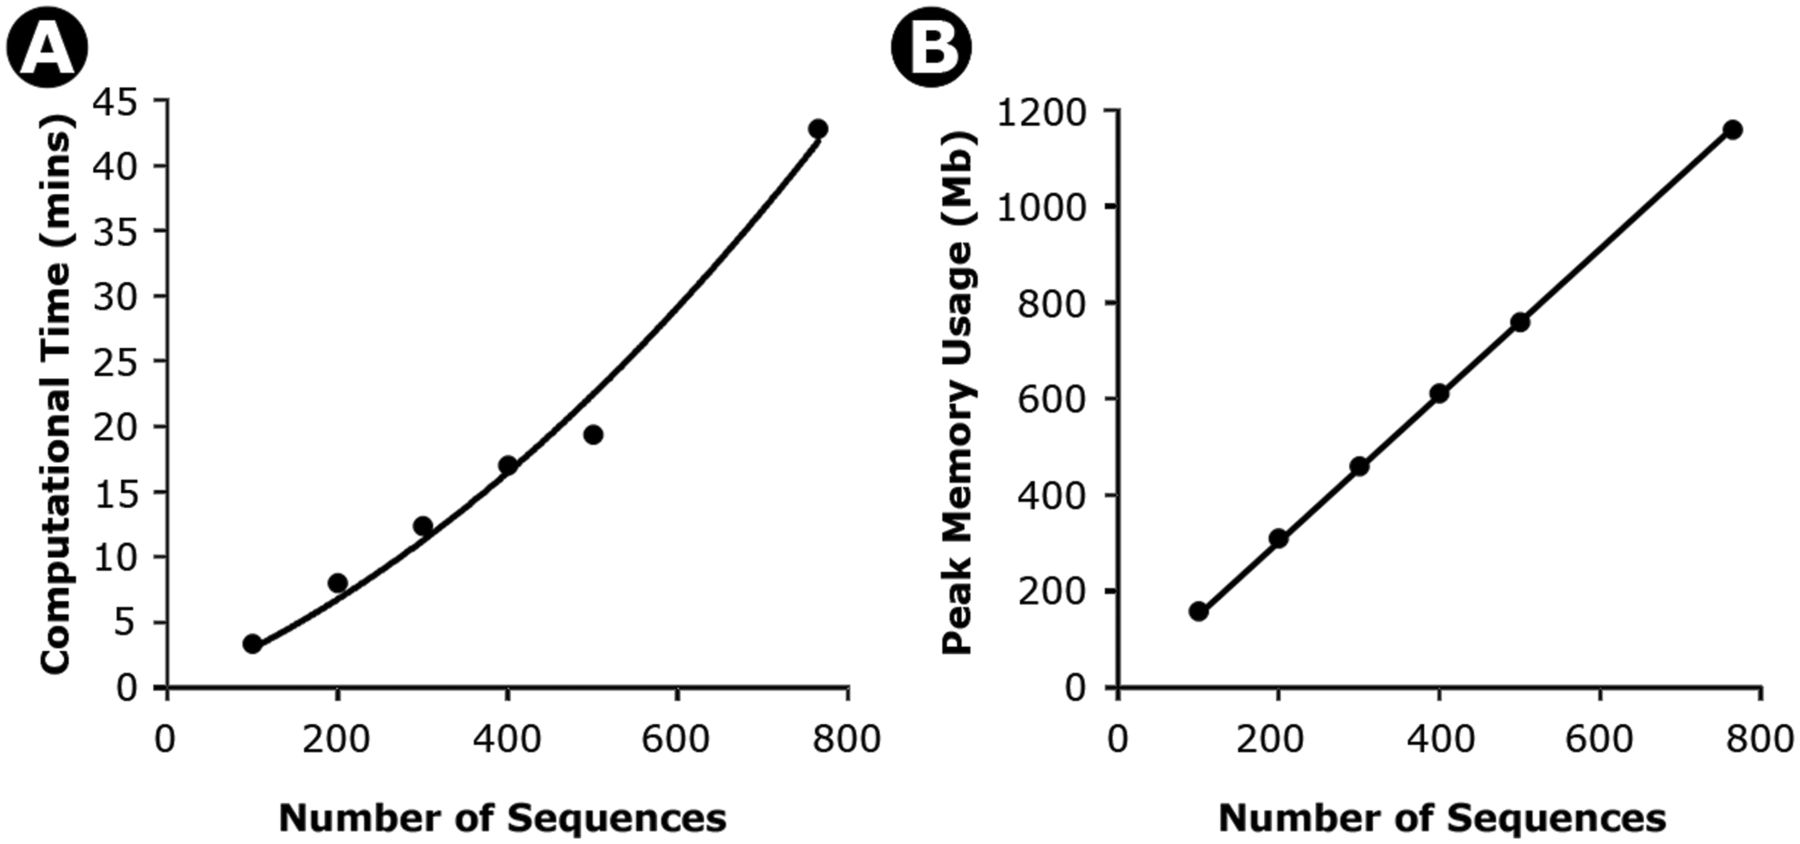 A
Computational Time (mins)
45
40
35
30
25
20
15
10
5
0
0 200 400 600 800
Number of Sequences
B
Peak Memory Usage (Mb)
1200
1000
800
600
400
200
0
0 200 400 600 800
Number of Sequences